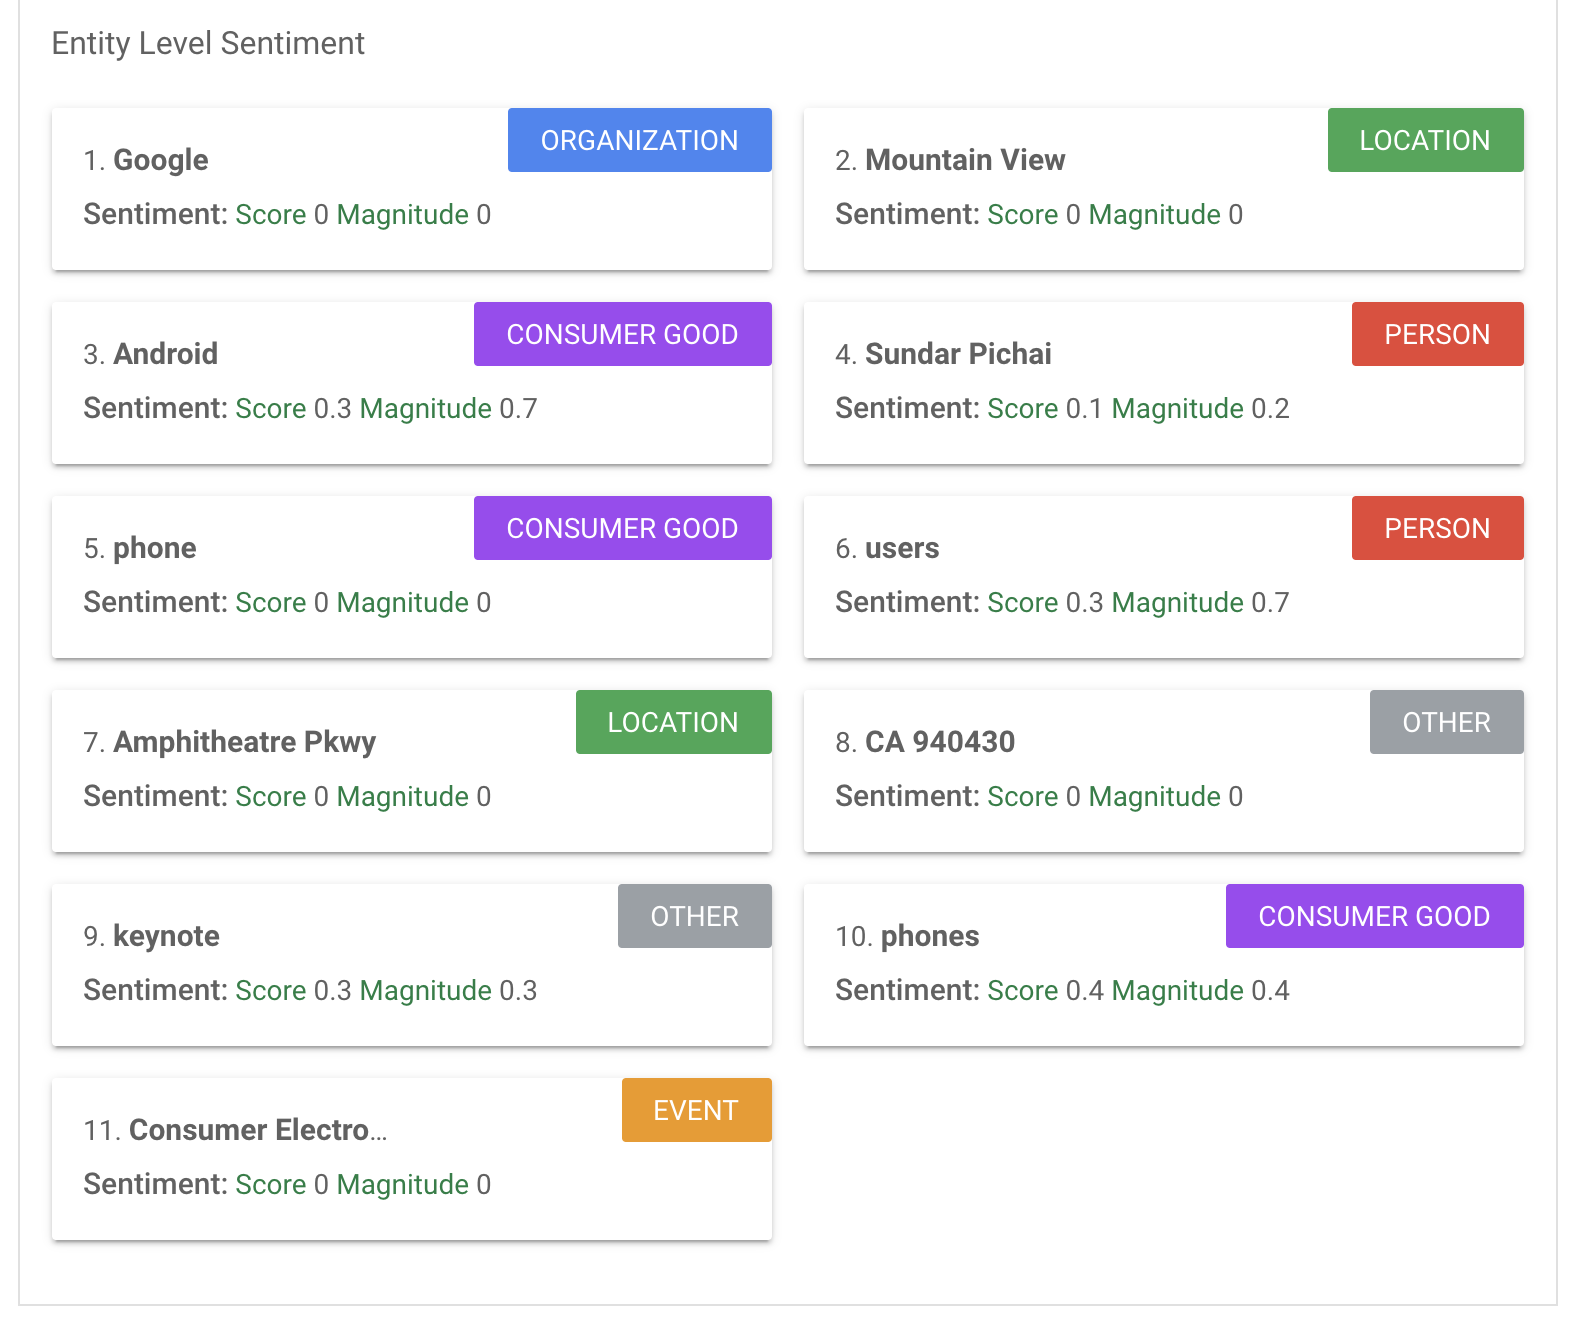 Entity Level Sentiment
ORGANIZATION
1. Google
Sentiment: Score 0 Magnitude 0
LOCATION
2. Mountain View
Sentiment: Score 0 Magnitude 0
CONSUMER GOOD
3. Android
Sentiment: Score 0.3 Magnitude 0.7
PERSON
4. Sundar Pichai
Sentiment: Score 0.1 Magnitude 0.2
CONSUMER GOOD
5. phone
Sentiment: Score 0 Magnitude 0
PERSON
6. users
Sentiment: Score 0.3 Magnitude 0.7
LOCATION
7. Amphitheatre Pkwy
Sentiment: Score 0 Magnitude 0
OTHER
8. CA 940430
Sentiment: Score 0 Magnitude 0
OTHER
9. keynote
Sentiment: Score 0.3 Magnitude 0.3
CONSUMER GOOD
10. phones
Sentiment: Score 0.4 Magnitude 0.4
EVENT
11. Consumer Electro…
Sentiment: Score 0 Magnitude 0